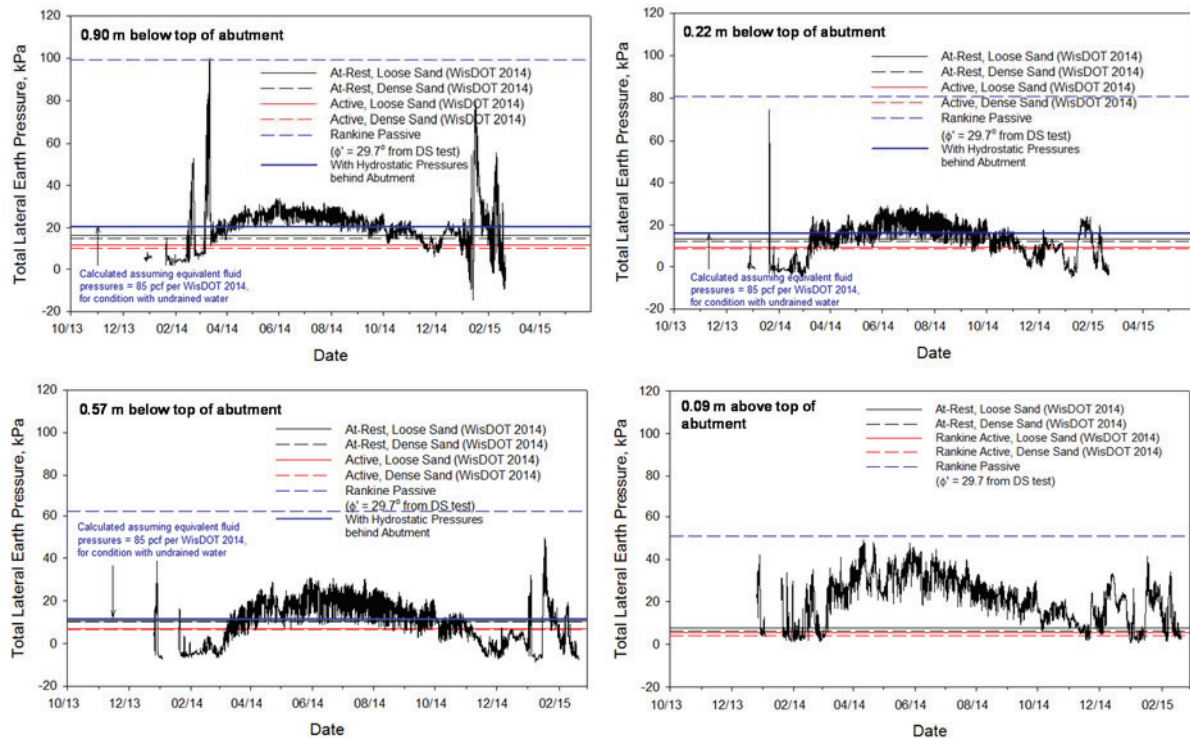 0.90 m below top of abutment
Total Lateral Earth Pressure, kPa
120
100
80
60
40
20
0
-20
At-Rest, Loose Sand (WisDOT 2014)
At-Rest, Dense Sand (WisDOT 2014)
Active, Loose Sand (WisDOT 2014)
Active, Dense Sand (WisDOT 2014)
Rankine Passive
(ϕ' = 29.7° from DS test)
With Hydrostatic Pressures
behind Abutment
Calculated assuming equivalent fluid
pressures = 85 pcf per WisDOT 2014,
for condition with undrained water
10/13 12/13 02/14 04/14 06/14 08/14 10/14 12/14 02/15 04/15
Date
0.22 m below top of abutment
Total Lateral Earth Pressure, kPa
120
100
80
60
40
20
0
-20
At-Rest, Loose Sand (WisDOT 2014)
At-Rest, Dense Sand (WisDOT 2014)
Active, Loose Sand (WisDOT 2014)
Active, Dense Sand (WisDOT 2014)
Rankine Passive
(ϕ' = 29.7° from DS test)
With Hydrostatic Pressures
behind Abutment
Calculated assuming equivalent fluid
pressures = 85 pcf per WisDOT 2014,
for condition with undrained water
10/13 12/13 02/14 04/14 06/14 08/14 10/14 12/14 02/15 04/15
Date
0.57 m below top of abutment
Total Lateral Earth Pressure, kPa
120
100
80
60
40
20
0
-20
At-Rest, Loose Sand (WisDOT 2014)
At-Rest, Dense Sand (WisDOT 2014)
Active, Loose Sand (WisDOT 2014)
Active, Dense Sand (WisDOT 2014)
Rankine Passive
(ϕ' = 29.7° from DS test)
With Hydrostatic Pressures
behind Abutment
Calculated assuming equivalent fluid
pressures = 85 pcf per WisDOT 2014,
for condition with undrained water
10/13 12/13 02/14 04/14 06/14 08/14 10/14 12/14 02/15
Date
0.09 m above top of
abutment
Total Lateral Earth Pressure, kPa
120
100
80
60
40
20
0
-20
At-Rest, Loose Sand (WisDOT 2014)
At-Rest, Dense Sand (WisDOT 2014)
Rankine Active, Loose Sand (WisDOT 2014)
Rankine Active, Dense Sand (WisDOT 2014)
Rankine Passive
(ϕ' = 29.7 from DS test)
10/13 12/13 02/14 04/14 06/14 08/14 10/14 12/14 02/15
Date